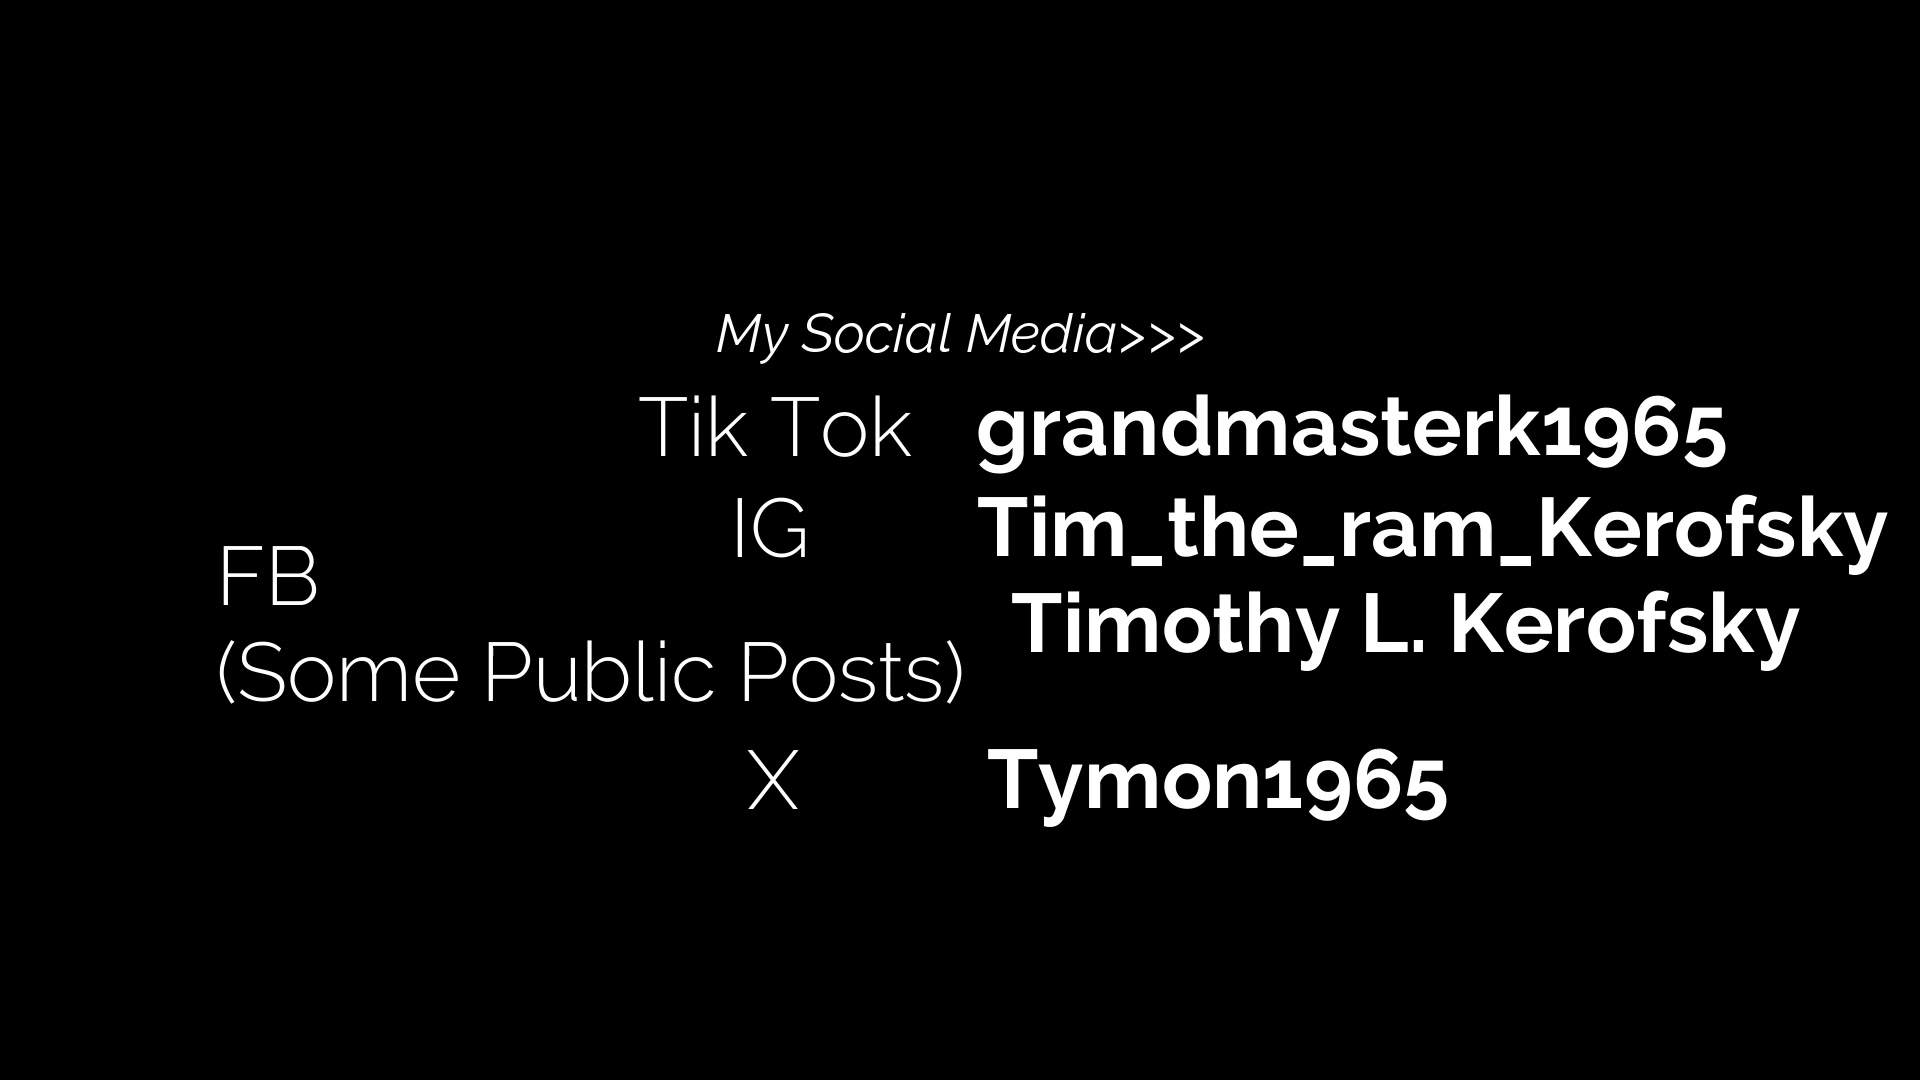 My Social Media>>>
Tik Tok grandmasterk1965
IG Tim_the_ram_Kerofsky
FB
Timothy L. Kerofsky
(Some Public Posts)
X Tymon1965